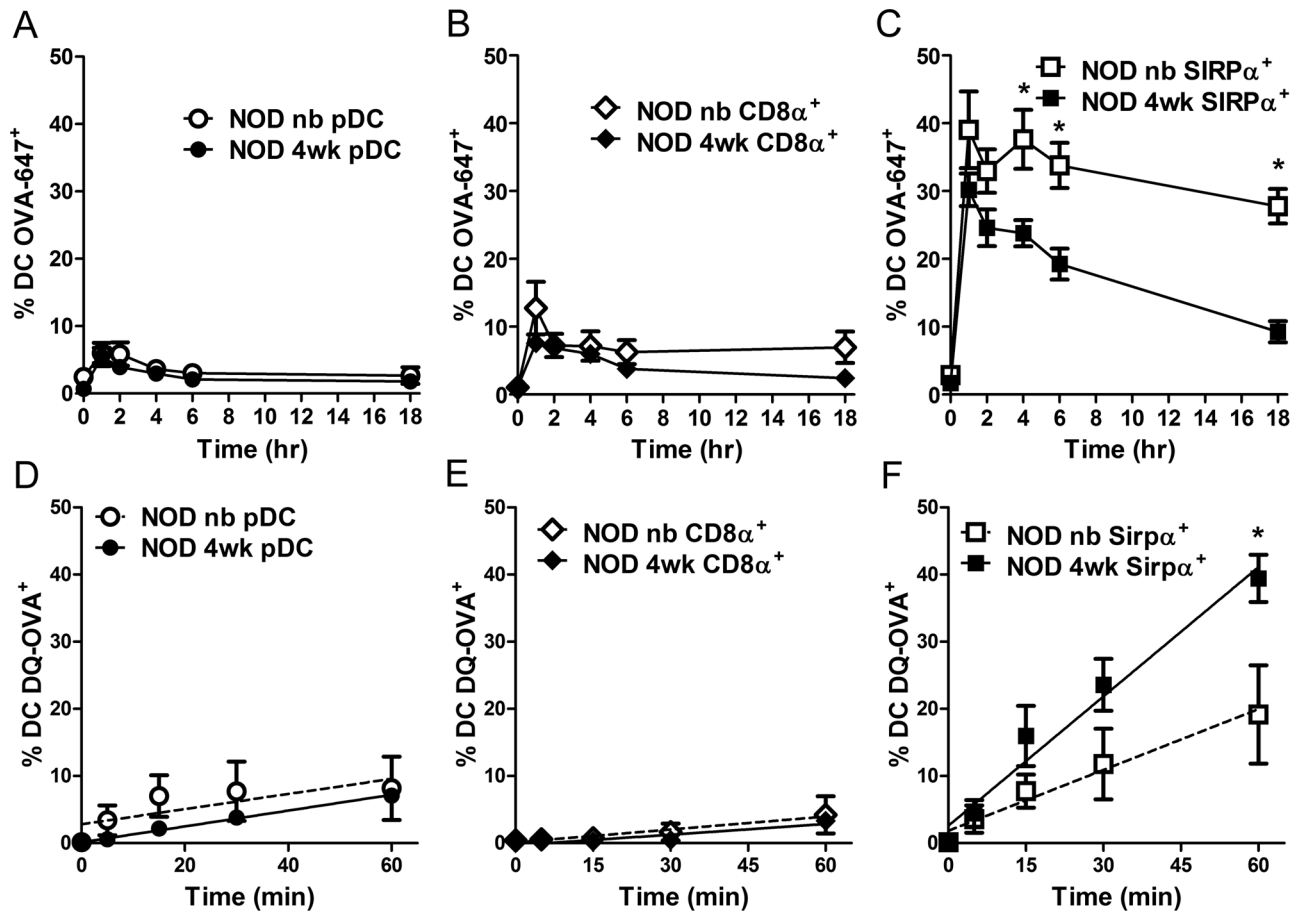 A
50
40
30
20
10
0
% DC OVA-647+
NOD nb pDC
NOD 4wk pDC
0 2 4 6 8 10 12 14 16 18
Time (hr)
B
50
40
30
20
10
0
% DC OVA-647+
NOD nb CD8α+
NOD 4wk CD8α+
0 2 4 6 8 10 12 14 16 18
Time (hr)
C
50
40
30
20
10
0
% DC OVA-647+
NOD nb SIRPα+
NOD 4wk SIRPα+
*
*
*
0 2 4 6 8 10 12 14 16 18
Time (hr)
D
50
40
30
20
10
0
% DC DQ-OVA+
NOD nb pDC
NOD 4wk pDC
0 20 40 60
Time (min)
E
50
40
30
20
10
0
% DC DQ-OVA+
NOD nb CD8α+
NOD 4wk CD8α+
0 15 30 45 60
Time (min)
F
50
40
30
20
10
0
% DC DQ-OVA+
NOD nb Sirpα+
NOD 4wk Sirpα+
*
0 15 30 45 60
Time (min)